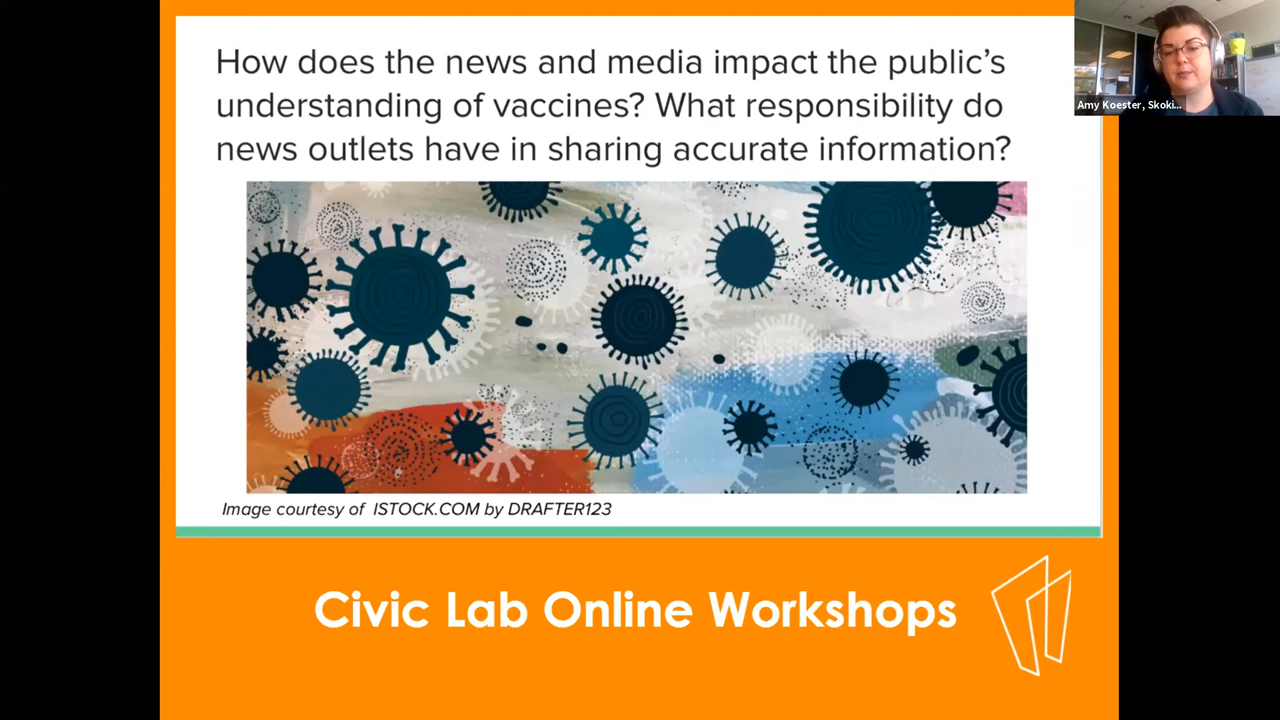 How does the news and media impact the public’s
understanding of vaccines? What responsibility do
news outlets have in sharing accurate information?
Amy Koester, Skoki...
Image courtesy of ISTOCK.COM by DRAFTER123
Civic Lab Online Workshops